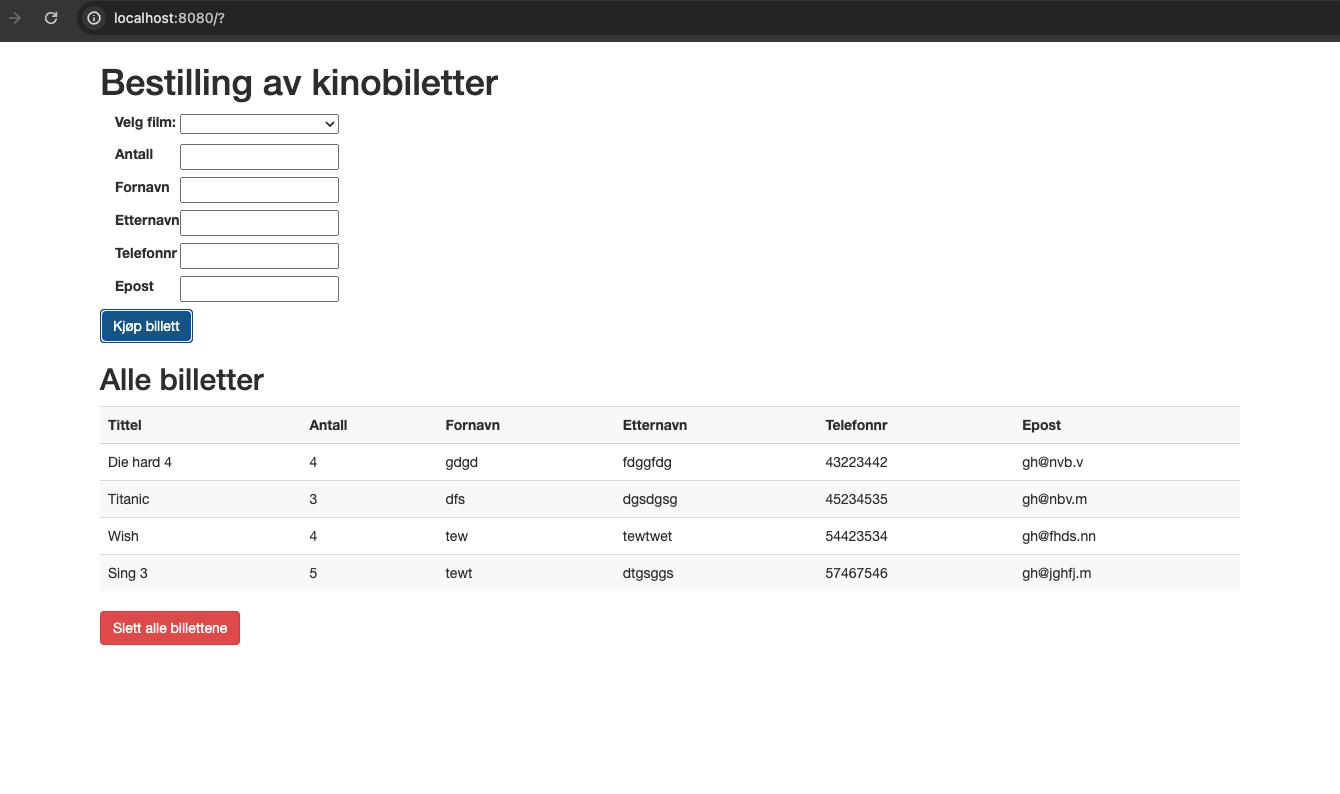 localhost:8080/?
Bestilling av kinobiletter
Velg film:
Antall
Fornavn
Etternavn
Telefonnr
Epost
Kjøp billett
Alle billetter
Tittel Antall Fornavn Etternavn Telefonnr Epost
Die hard 4 4 gdgd fdggfdg 43223442 gh@nvb.v
Titanic 3 dfs dgsdgsg 45234535 gh@nbv.m
Wish 4 tew tewtwet 54423534 gh@fhds.nn
Sing 3 5 tewt dtgsggs 57467546 gh@jghfj.m
Slett alle billettene